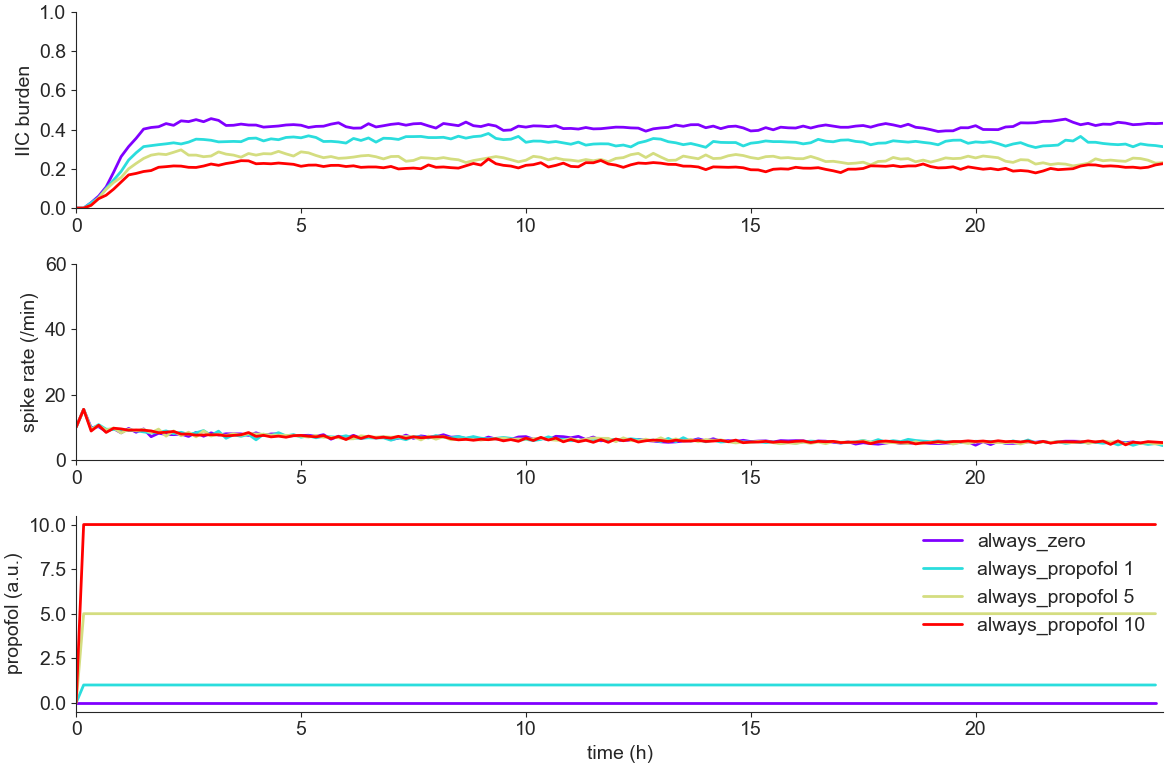 IIC burden
1.0
0.8
0.6
0.4
0.2
0.0
0 5 10 15 20
spike rate (/min)
60
40
20
0
0 5 10 15 20
propofol (a.u.)
10.0
7.5
5.0
2.5
0.0
always_zero
always_propofol 1
always_propofol 5
always_propofol 10
0 5 10 15 20
time (h)